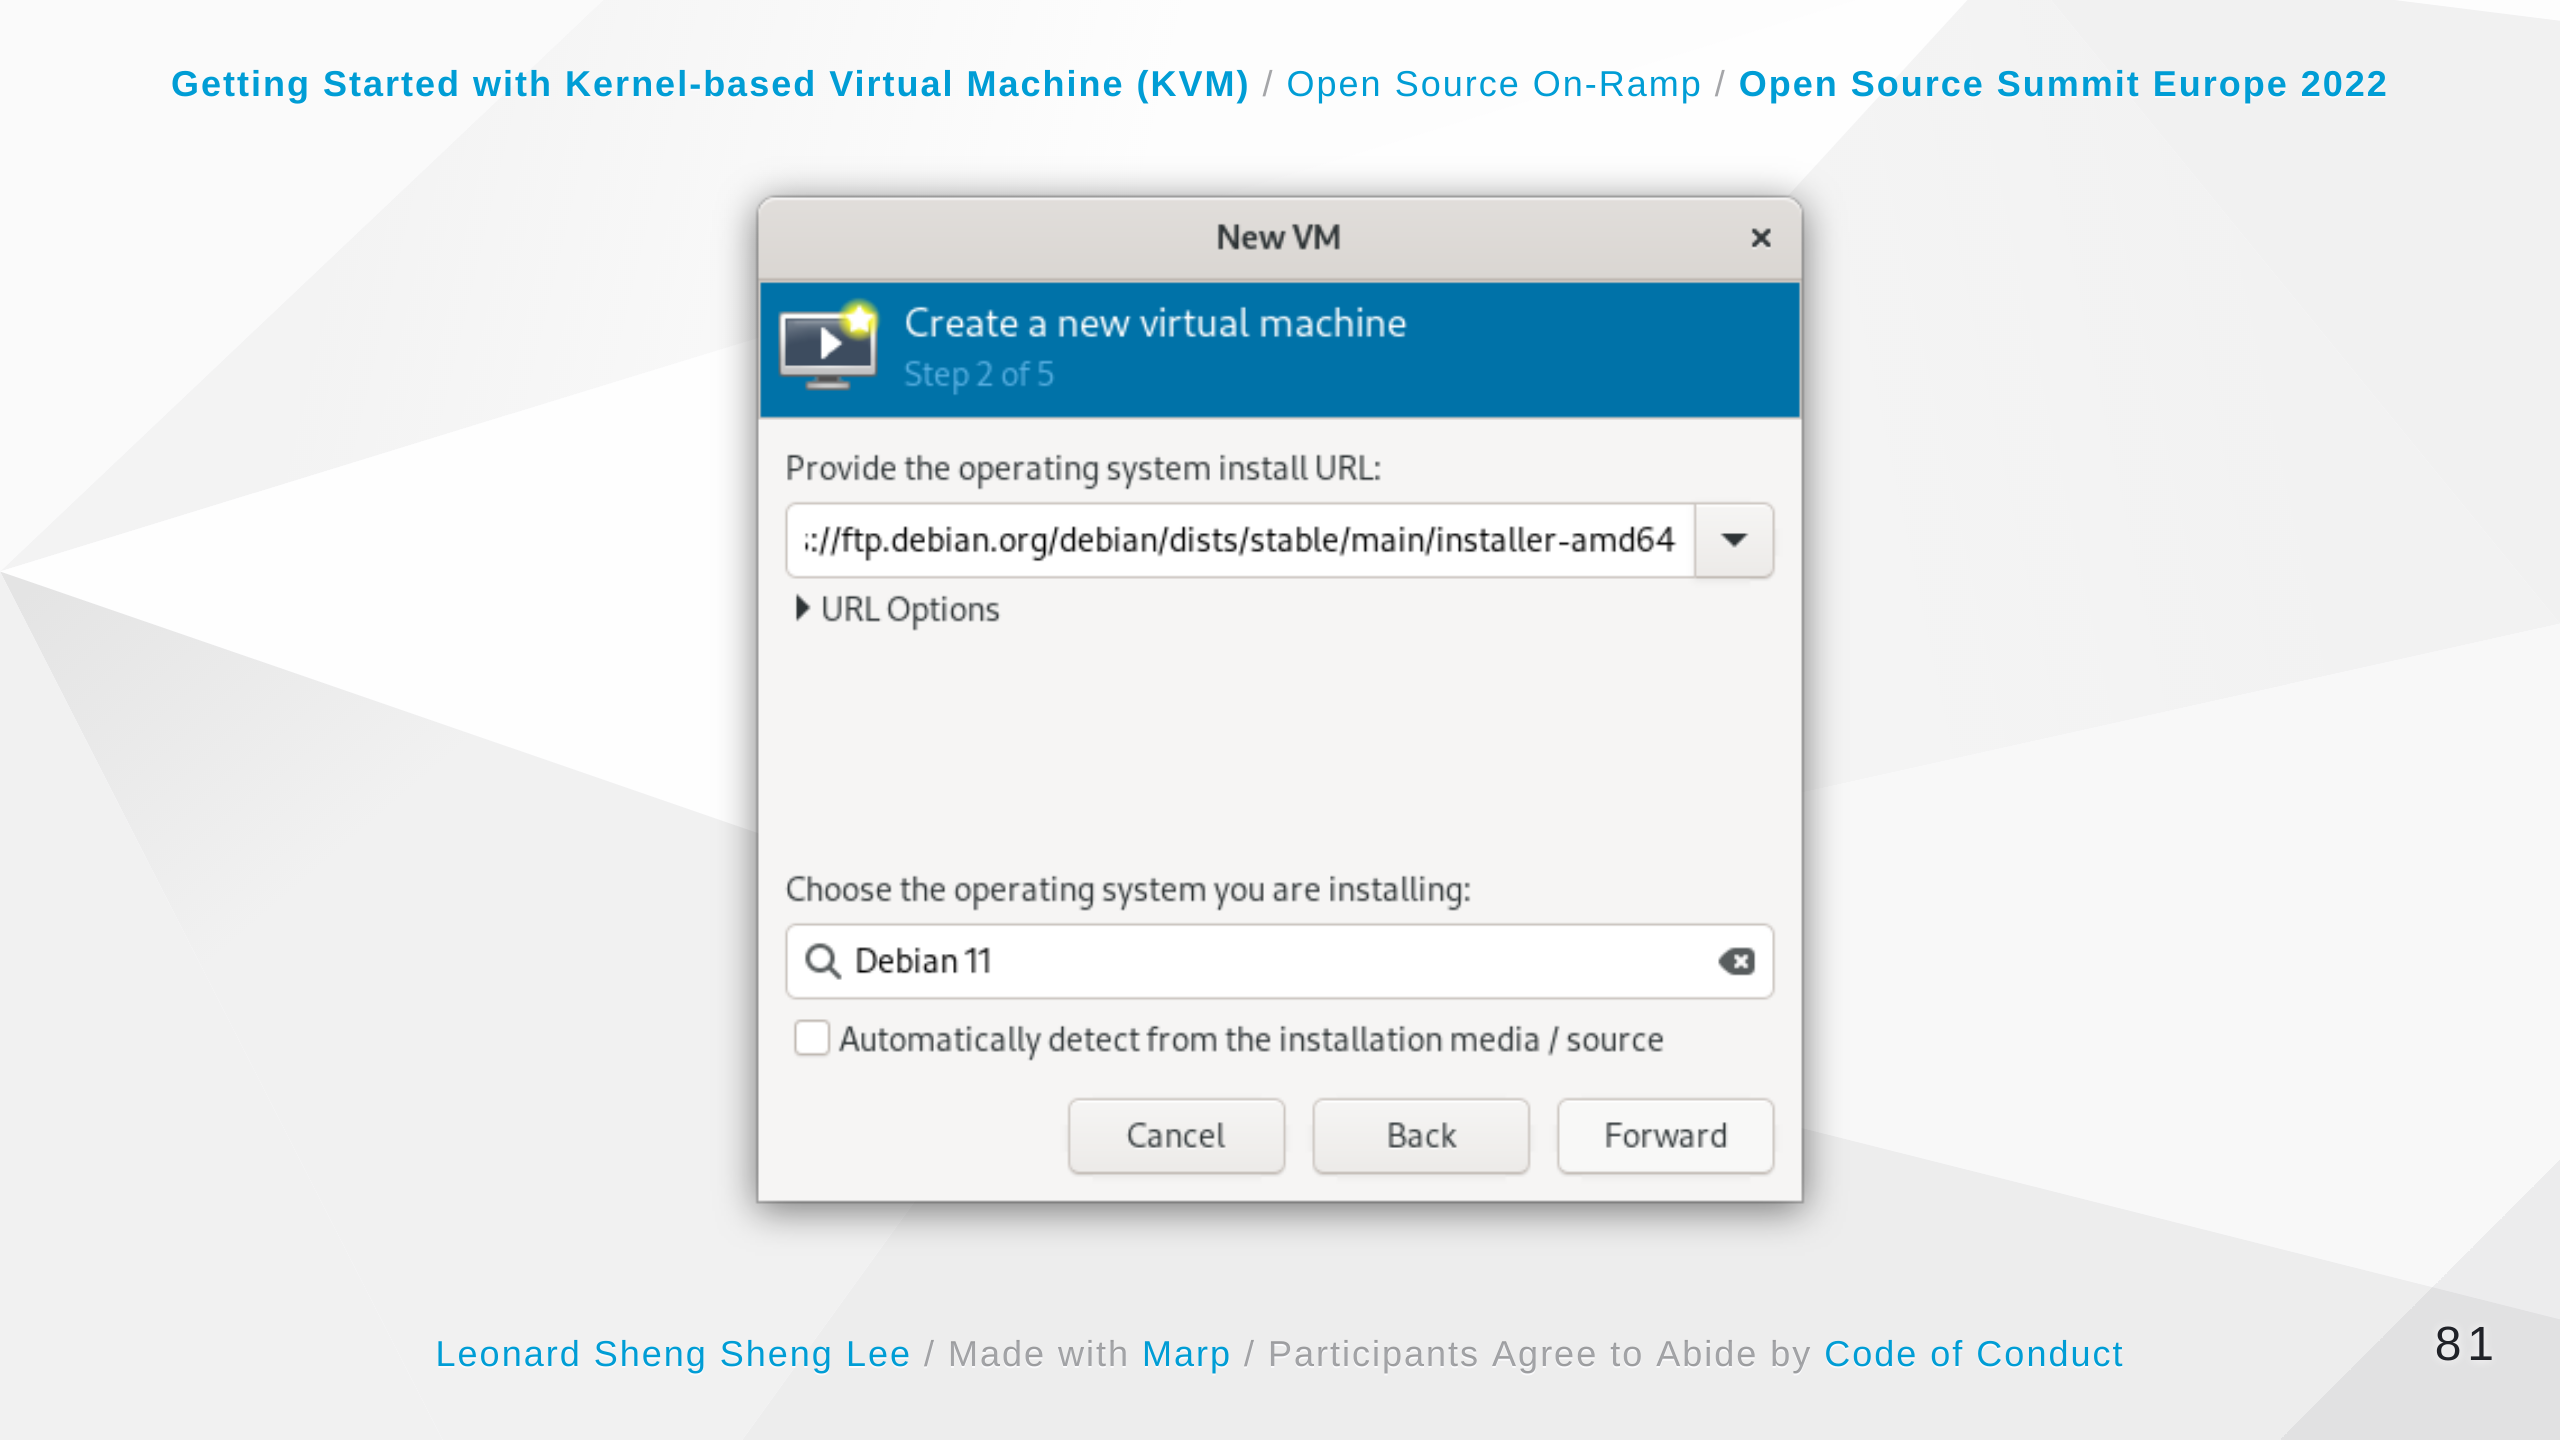 Getting Started with Kernel-based Virtual Machine (KVM) / Open Source On-Ramp / Open Source Summit Europe 2022
New VM
Create a new virtual machine
Step 2 of 5
Provide the operating system install URL:
://ftp.debian.org/debian/dists/stable/main/installer-amd64
URL Options
Choose the operating system you are installing:
Debian 11
Automatically detect from the installation media / source
Cancel Back Forward
Leonard Sheng Sheng Lee / Made with Marp / Participants Agree to Abide by Code of Conduct
81